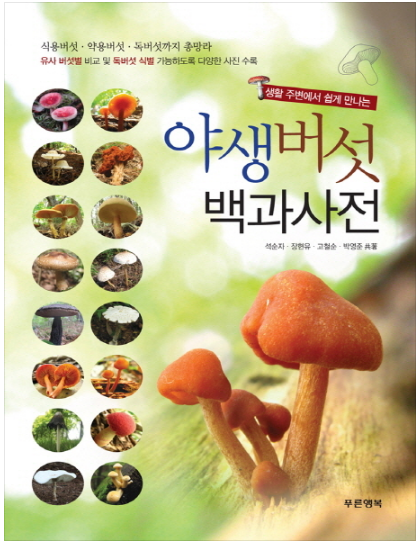 식용버섯 · 약용버섯 · 독버섯까지 총망라
유사 버섯별 비교 및 독버섯 식별 가능하도록 다양한 사진 수록
생활 주변에서 쉽게 만나는
야생버섯
백과사전
석순자 · 장현유 · 고철순 · 박영준 共著
푸른행복